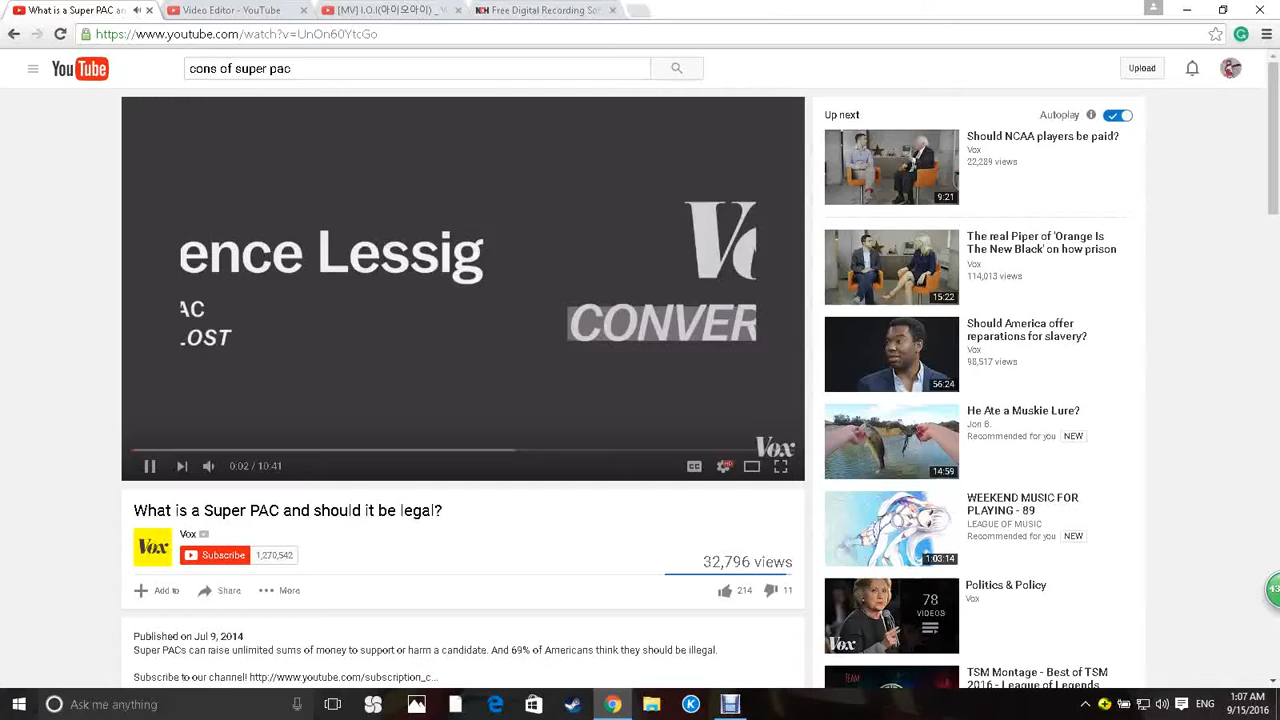 What is a Super PAC an
Video Editor - YouTube
[MV] I.O.I(아이오아이) _ W
NCH Free Digital Recording So
https://www.youtube.com/watch?v=UnOn60YtcGo
YouTube
cons of super pac
Upload
ence Lessig
AC
LOST
Vo
CONVER
Vox
0:02 / 10:41
CC
HD
What is a Super PAC and should it be legal?
Vox
Vox
Subscribe 1,270,542
32,796 views
Add to Share More
214 11
Published on Jul 9, 2014
Super PACs can raise unlimited sums of money to support or harm a candidate. And 69% of Americans think they should be illegal.
Subscribe to our channel! http://www.youtube.com/subscription_c...
Up next
Autoplay
Should NCAA players be paid?
Vox
22,289 views
9:21
The real Piper of 'Orange Is
The New Black' on how prison
Vox
114,013 views
15:22
Should America offer
reparations for slavery?
Vox
98,517 views
56:24
He Ate a Muskie Lure?
Jon B.
Recommended for you NEW
14:59
WEEKEND MUSIC FOR
PLAYING - 89
LEAGUE OF MUSIC
Recommended for you NEW
1:03:14
Politics & Policy
Vox
78
VIDEOS
Vox
TSM Montage - Best of TSM
2016 - League of Legends
TEAM
43
Ask me anything
ENG
1:07 AM
9/15/2016